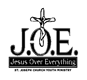 J.O.E.
Jesus Over Everything
ST. JOSEPH CHURCH YOUTH MINISTRY